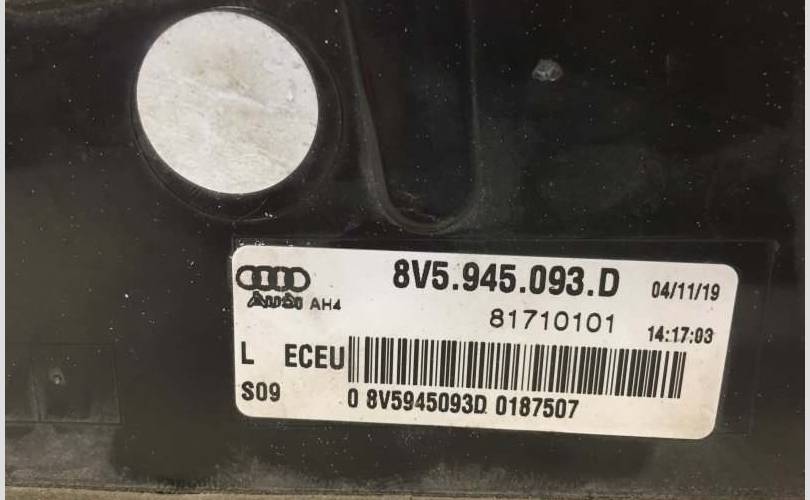 8V5.945.093.D 04/11/19
Audi AH4
81710101 14:17:03
L ECEU
S09 0 8V5945093D 0187507